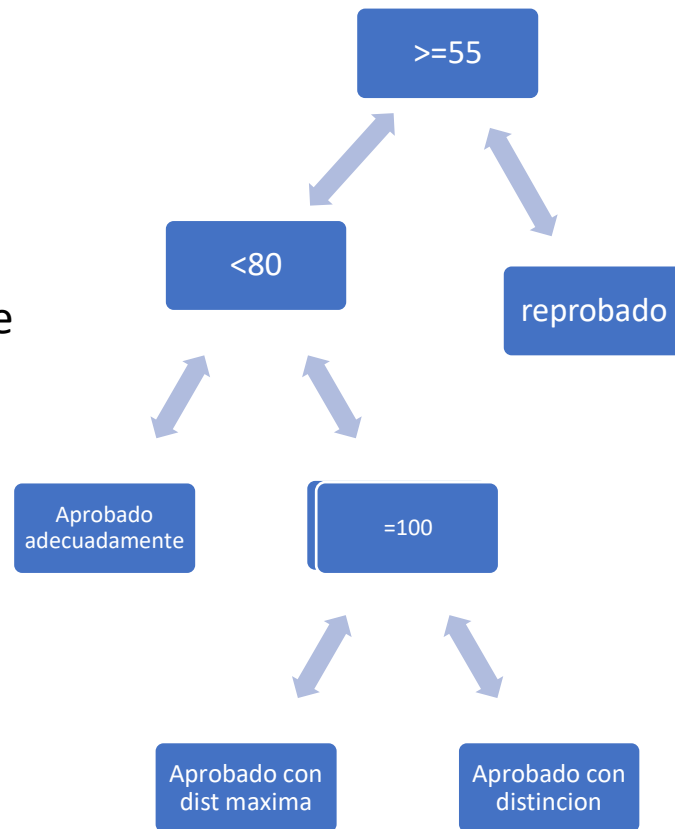 >=55
<80
e
reprobado
Aprobado
adecuadamente
=100
Aprobado con
dist maxima
Aprobado con
distincion